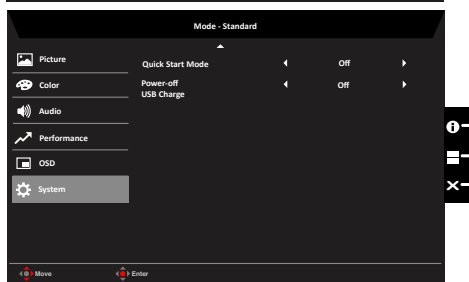 Mode - Standard
Picture
Quick Start Mode
Off
Color
Power-off
USB Charge
Off
Audio
Performance
OSD
System
Move
Enter